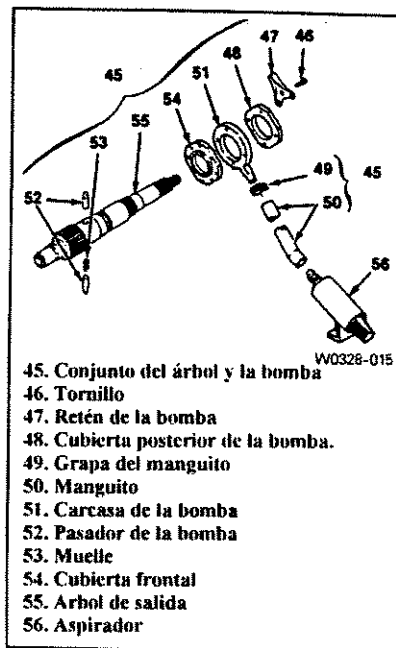 47 46
45 51 48
54
55
53
52
49 45
50
56
W0328-015
45. Conjunto del árbol y la bomba
46. Tornillo
47. Retén de la bomba
48. Cubierta posterior de la bomba.
49. Grapa del manguito
50. Manguito
51. Carcasa de la bomba
52. Pasador de la bomba
53. Muelle
54. Cubierta frontal
55. Arbol de salida
56. Aspirador